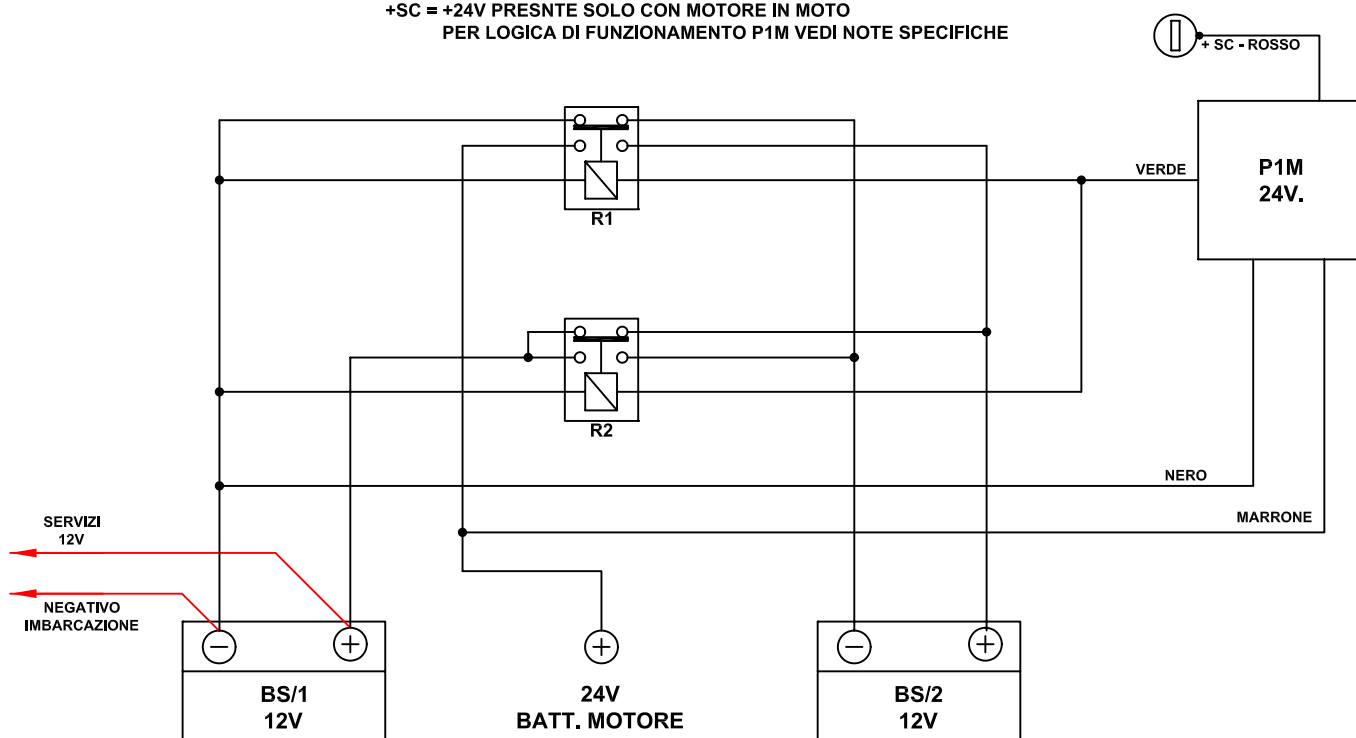 +SC = +24V PRESNTE SOLO CON MOTORE IN MOTO
PER LOGICA DI FUNZIONAMENTO P1M VEDI NOTE SPECIFICHE
+ SC - ROSSO
P1M
24V.
VERDE
R1
R2
NERO
MARRONE
SERVIZI
12V
NEGATIVO
IMBARCAZIONE
BS/1
12V
24V
BATT. MOTORE
BS/2
12V